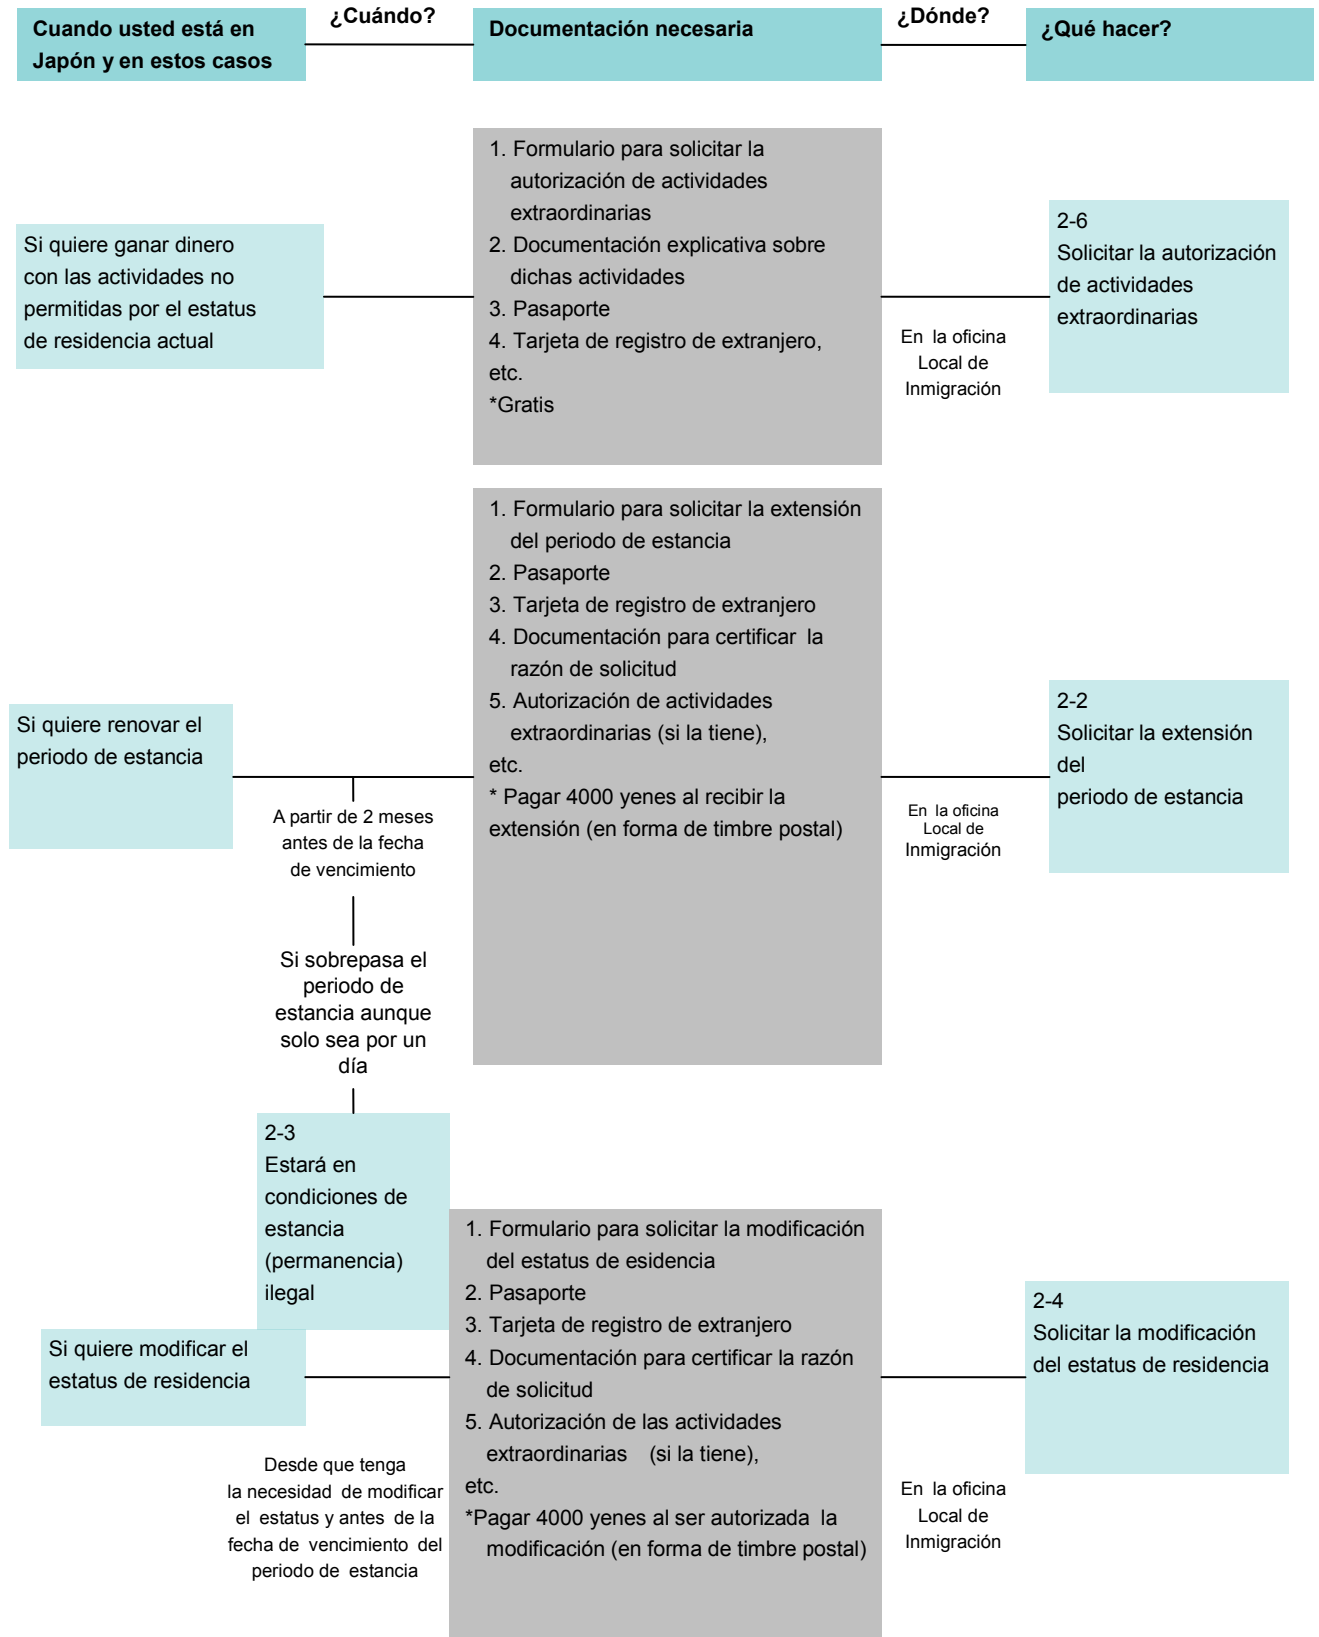 Cuando usted está en
Japón y en estos casos
¿Cuándo?
Documentación necesaria
¿Dónde?
¿Qué hacer?
Si quiere ganar dinero
con las actividades no
permitidas por el estatus
de residencia actual
1. Formulario para solicitar la
autorización de actividades
extraordinarias
2. Documentación explicativa sobre
dichas actividades
3. Pasaporte
4. Tarjeta de registro de extranjero,
etc.
*Gratis
En la oficina
Local de
Inmigración
2-6
Solicitar la autorización
de actividades
extraordinarias
Si quiere renovar el
periodo de estancia
A partir de 2 meses
antes de la fecha
de vencimiento
Si sobrepasa el
periodo de
estancia aunque
solo sea por un
día
2-3
Estará en
condiciones de
estancia
(permanencia)
ilegal
1. Formulario para solicitar la extensión
del periodo de estancia
2. Pasaporte
3. Tarjeta de registro de extranjero
4. Documentación para certificar la
razón de solicitud
5. Autorización de actividades
extraordinarias (si la tiene),
etc.
* Pagar 4000 yenes al recibir la
extensión (en forma de timbre postal)
En la oficina
Local de
Inmigración
2-2
Solicitar la extensión
del
periodo de estancia
Si quiere modificar el
estatus de residencia
Desde que tenga
la necesidad de modificar
el estatus y antes de la
fecha de vencimiento del
periodo de estancia
1. Formulario para solicitar la modificación
del estatus de esidencia
2. Pasaporte
3. Tarjeta de registro de extranjero
4. Documentación para certificar la razón
de solicitud
5. Autorización de las actividades
extraordinarias (si la tiene),
etc.
*Pagar 4000 yenes al ser autorizada la
modificación (en forma de timbre postal)
En la oficina
Local de
Inmigración
2-4
Solicitar la modificación
del estatus de residencia